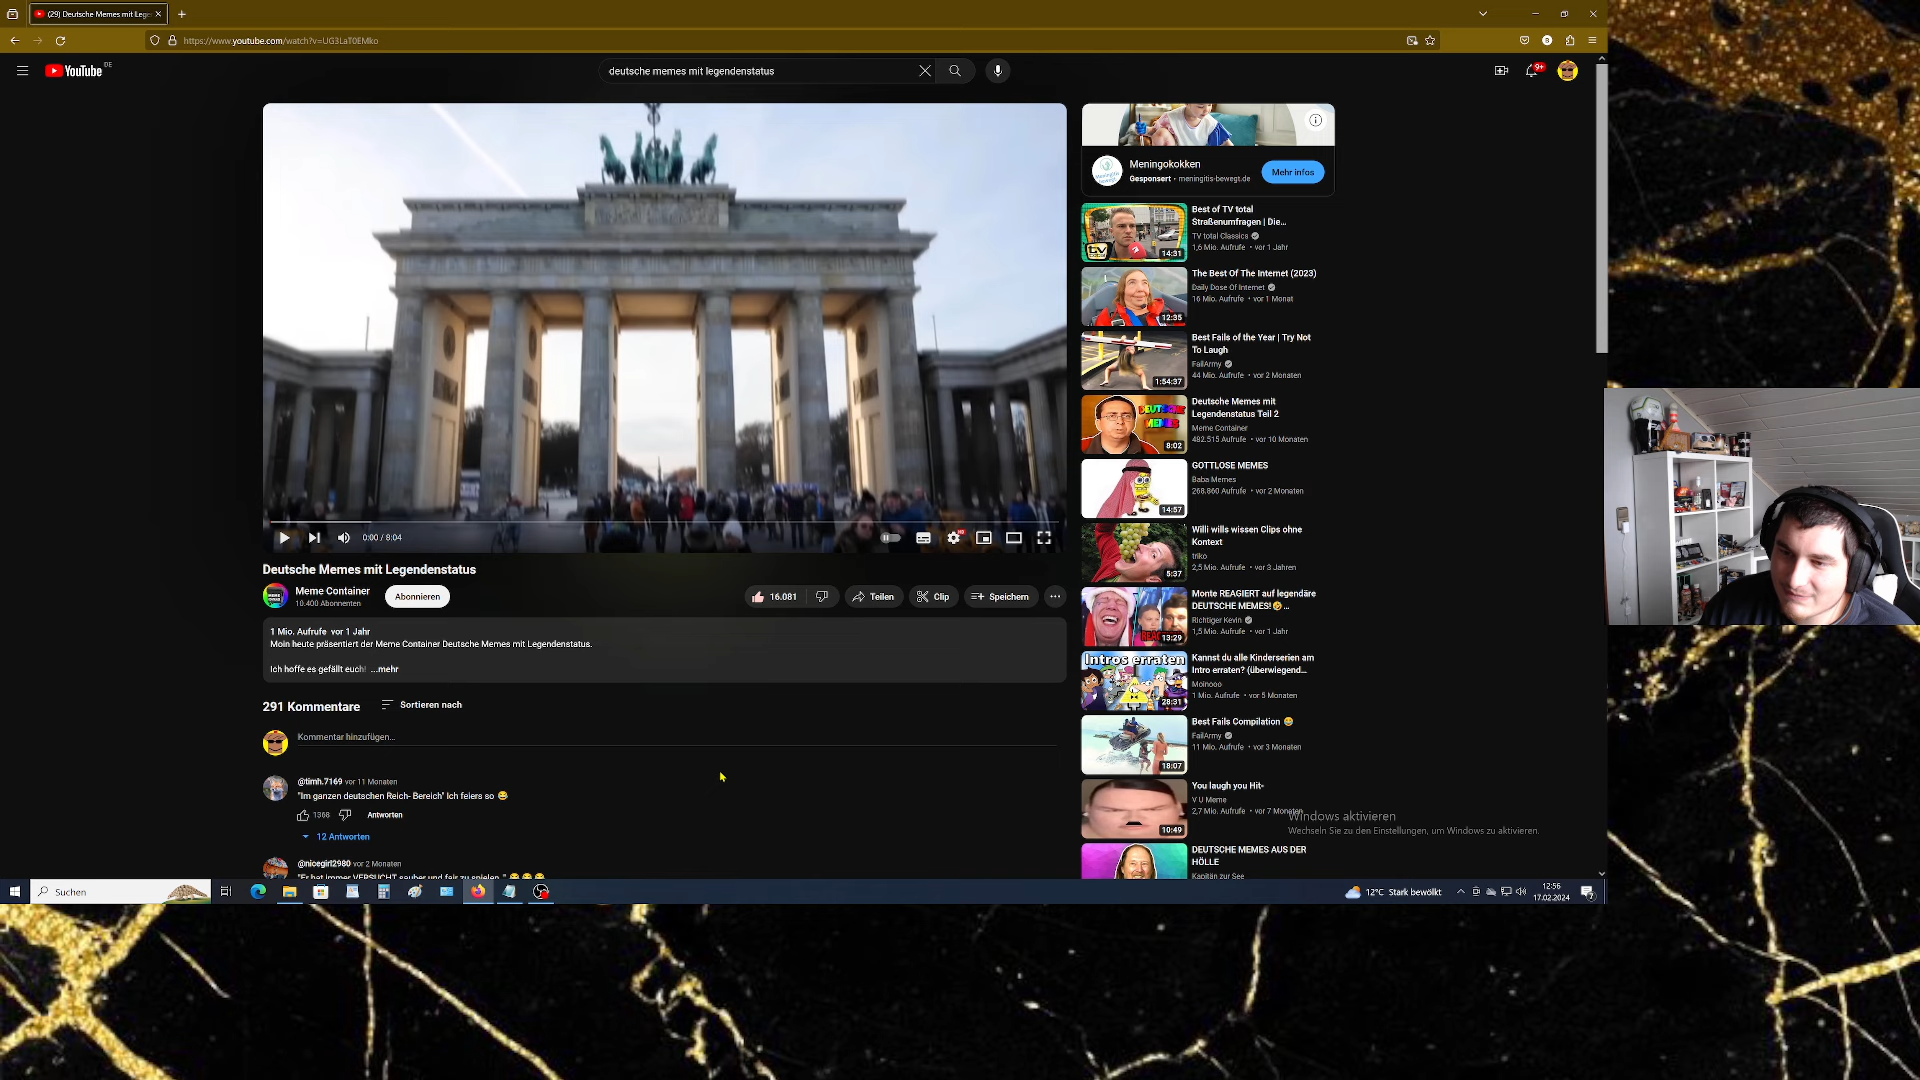 (29) Deutsche Memes mit Leg
https://www.youtube.com/watch?v=UG3LaT0EMko
YouTube DE
deutsche memes mit legendenstatus
9+
0:00 / 8:04
Deutsche Memes mit Legendenstatus
Meme Container
10.400 Abonnenten
Abonnieren
16.081
Teilen
Clip
Speichern
1 Mio. Aufrufe vor 1 Jahr
Moin heute präsentiert der Meme Container Deutsche Memes mit Legendenstatus.
Ich hoffe es gefällt euch! ...mehr
291 Kommentare
Sortieren nach
Kommentar hinzufügen...
@timh.7169 vor 11 Monaten
"Im ganzen deutschen Reich- Bereich" Ich feiers so 😂
1368
Antworten
12 Antworten
@nicegirl2980 vor 2 Monaten
"Er hat immer VERSUCHT sauber und fair zu spielen.." 😂😂😂
Meningokokken
Gesponsert • meningitis-bewegt.de
Mehr infos
14:31
Best of TV total
Straßenumfragen | Die...
TV total Classics
1,6 Mio. Aufrufe • vor 1 Jahr
12:35
The Best Of The Internet (2023)
Daily Dose Of Internet
16 Mio. Aufrufe • vor 1 Monat
1:54:37
Best Fails of the Year | Try Not
To Laugh
FailArmy
44 Mio. Aufrufe • vor 2 Monaten
DEUTSCHE
MEMES
8:02
Deutsche Memes mit
Legendenstatus Teil 2
Meme Container
482.515 Aufrufe • vor 10 Monaten
14:57
GOTTLOSE MEMES
Baba Memes
268.860 Aufrufe • vor 2 Monaten
5:37
Willi wills wissen Clips ohne
Kontext
triko
2,5 Mio. Aufrufe • vor 3 Jahren
13:29
Monte REAGIERT auf legendäre
DEUTSCHE MEMES!🤣...
Richtiger Kevin
1,5 Mio. Aufrufe • vor 1 Jahr
Intros erraten
28:31
Kannst du alle Kinderserien am
Intro erraten? (überwiegend...
Moinooo
1 Mio. Aufrufe • vor 5 Monaten
18:07
Best Fails Compilation 😂
FailArmy
11 Mio. Aufrufe • vor 3 Monaten
10:49
You laugh you Hit-
V U Meme
2,7 Mio. Aufrufe • vor 7 Monaten
DEUTSCHE MEMES AUS DER
HÖLLE
Kapitän zur See
Windows aktivieren
Wechseln Sie zu den Einstellungen, um Windows zu aktivieren.
Suchen
12°C Stark bewölkt
12:56
17.02.2024